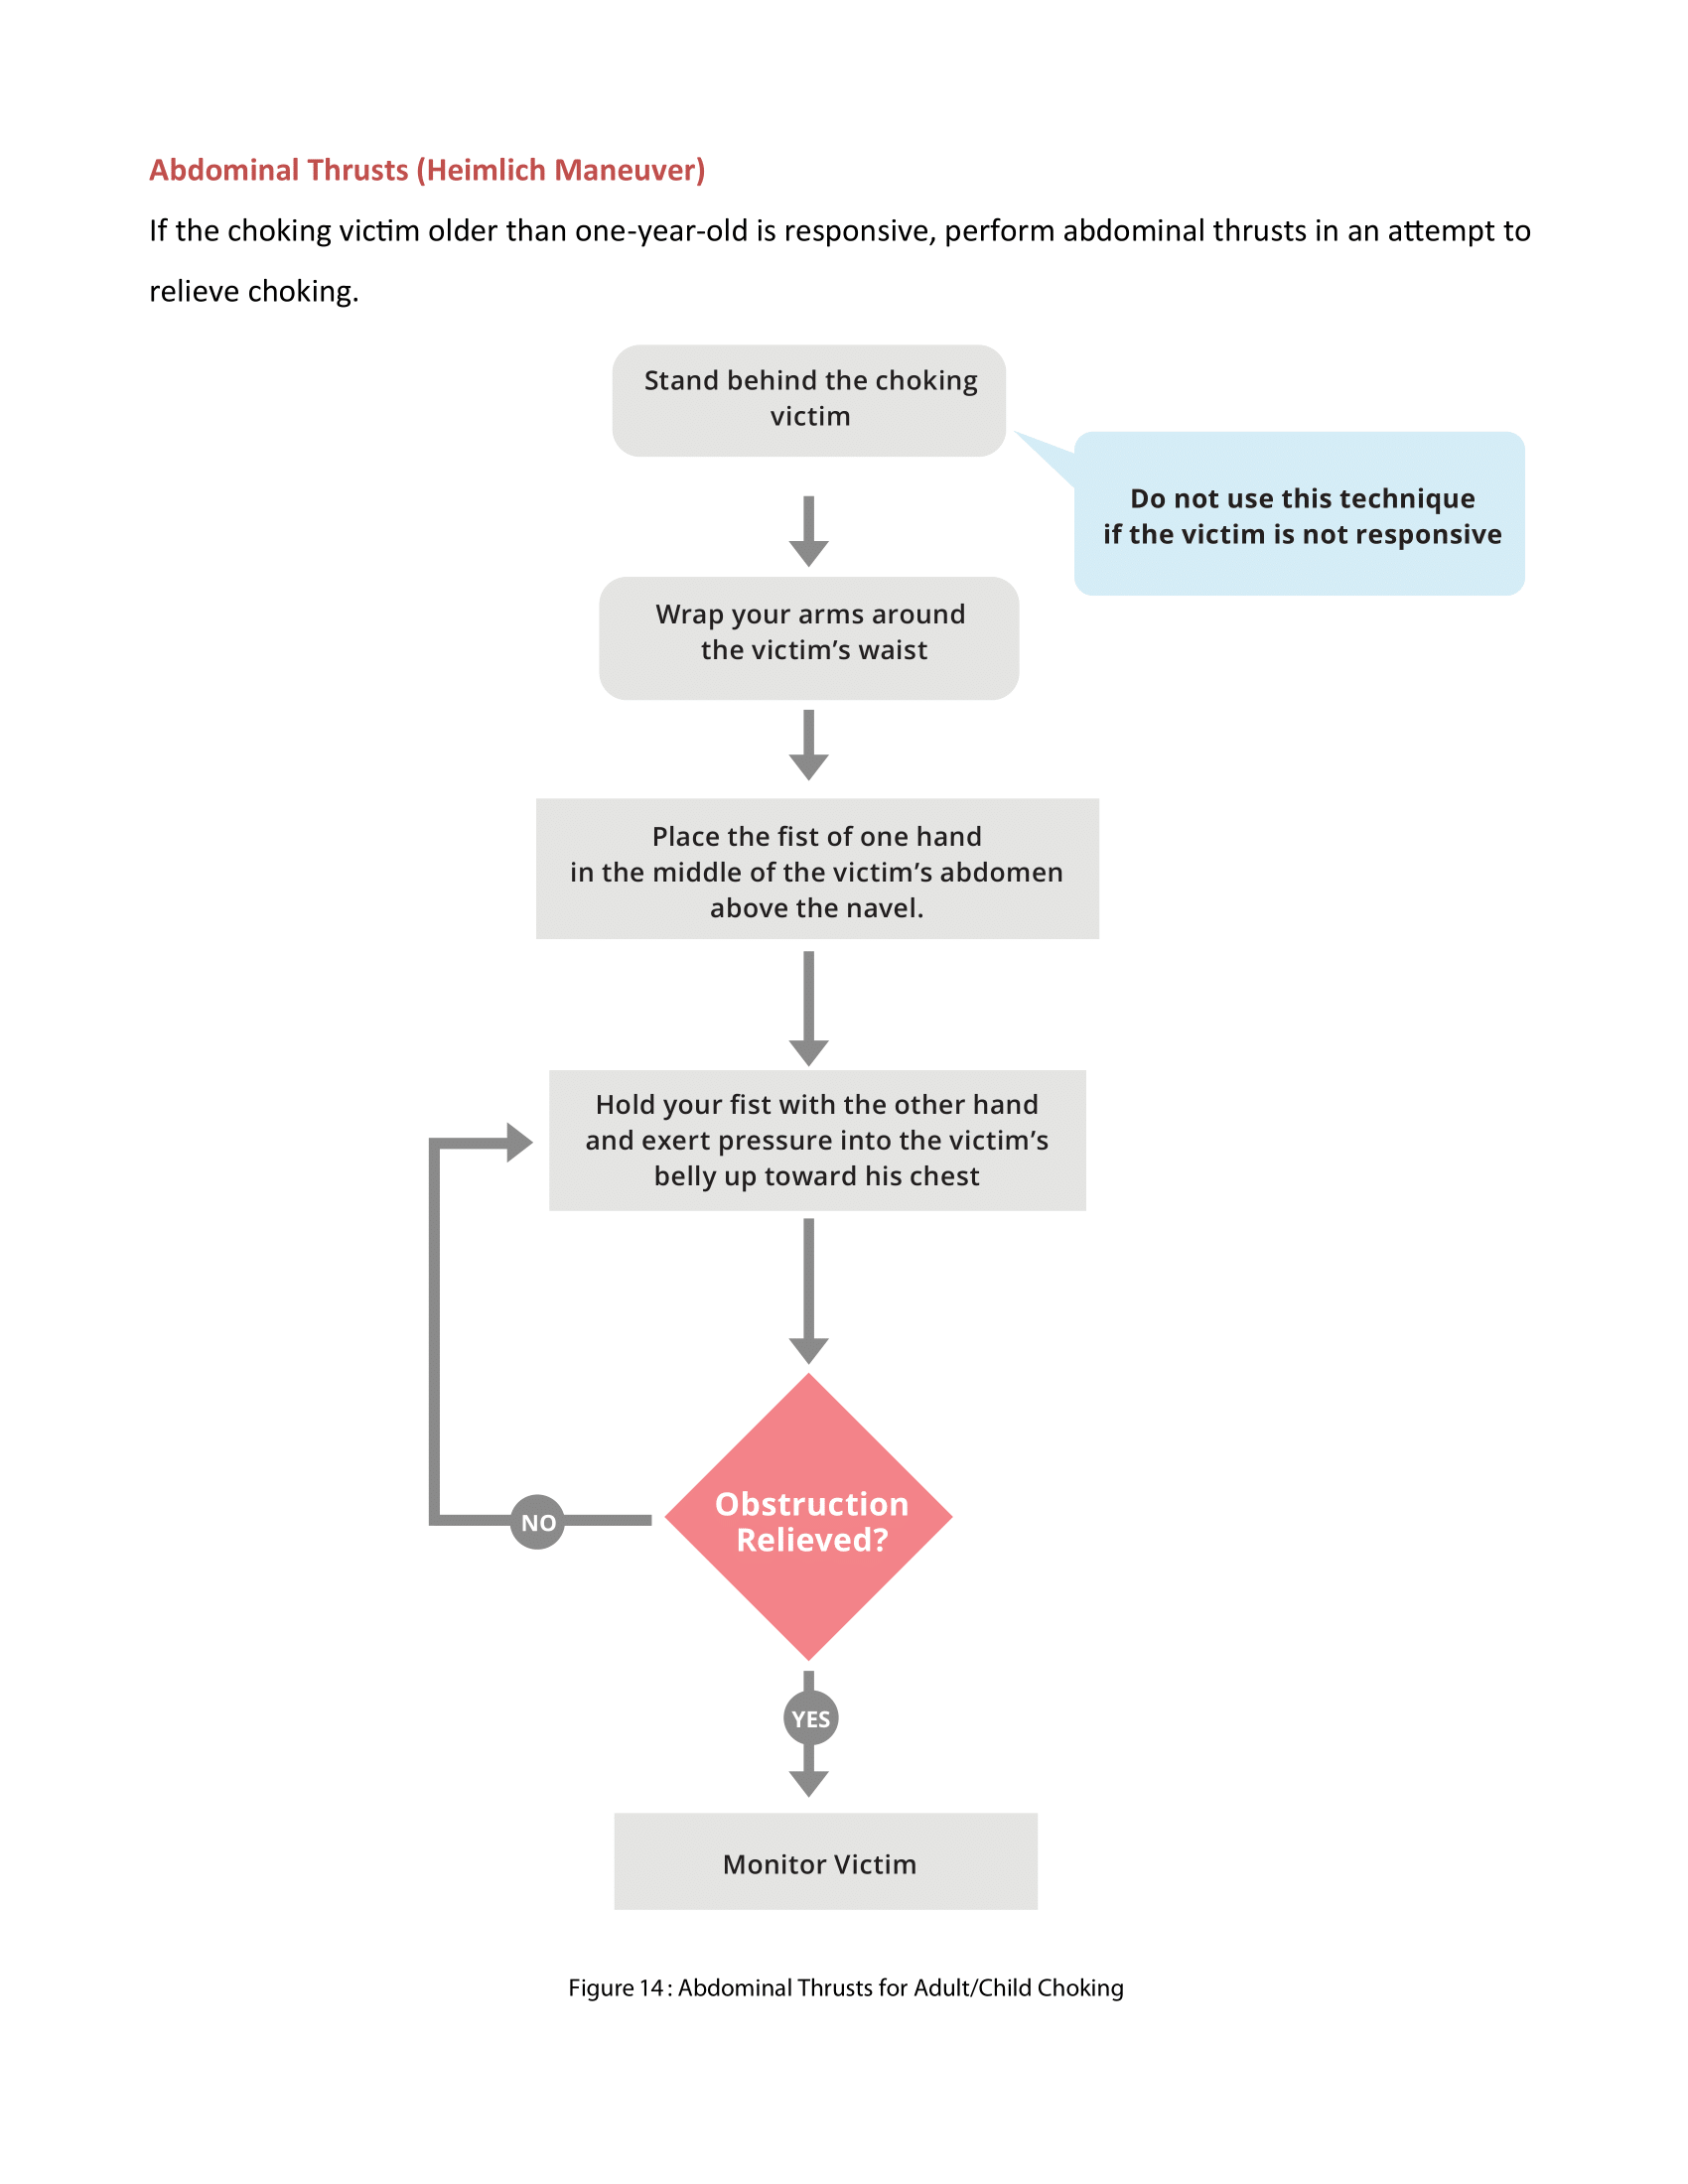 Abdominal Thrusts (Heimlich Maneuver)
If the choking victim older than one-year-old is responsive, perform abdominal thrusts in an attempt to
relieve choking.
Stand behind the choking
victim
Do not use this technique
if the victim is not responsive
Wrap your arms around
the victim’s waist
Place the fist of one hand
in the middle of the victim’s abdomen
above the navel.
Hold your fist with the other hand
and exert pressure into the victim’s
belly up toward his chest
Obstruction
Relieved?
NO
YES
Monitor Victim
Figure 14 : Abdominal Thrusts for Adult/Child Choking